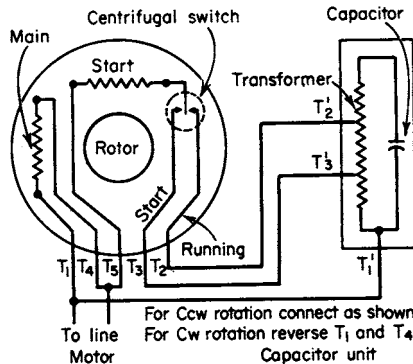 Centrifugal switch
Capacitor
Main
Start
Transformer
T'2
Rotor
T'3
Start
Running
T1 T4 T5 T3 T2
T'1
To line
Motor
For Ccw rotation connect as shown
For Cw rotation reverse T1 and T4
Capacitor unit